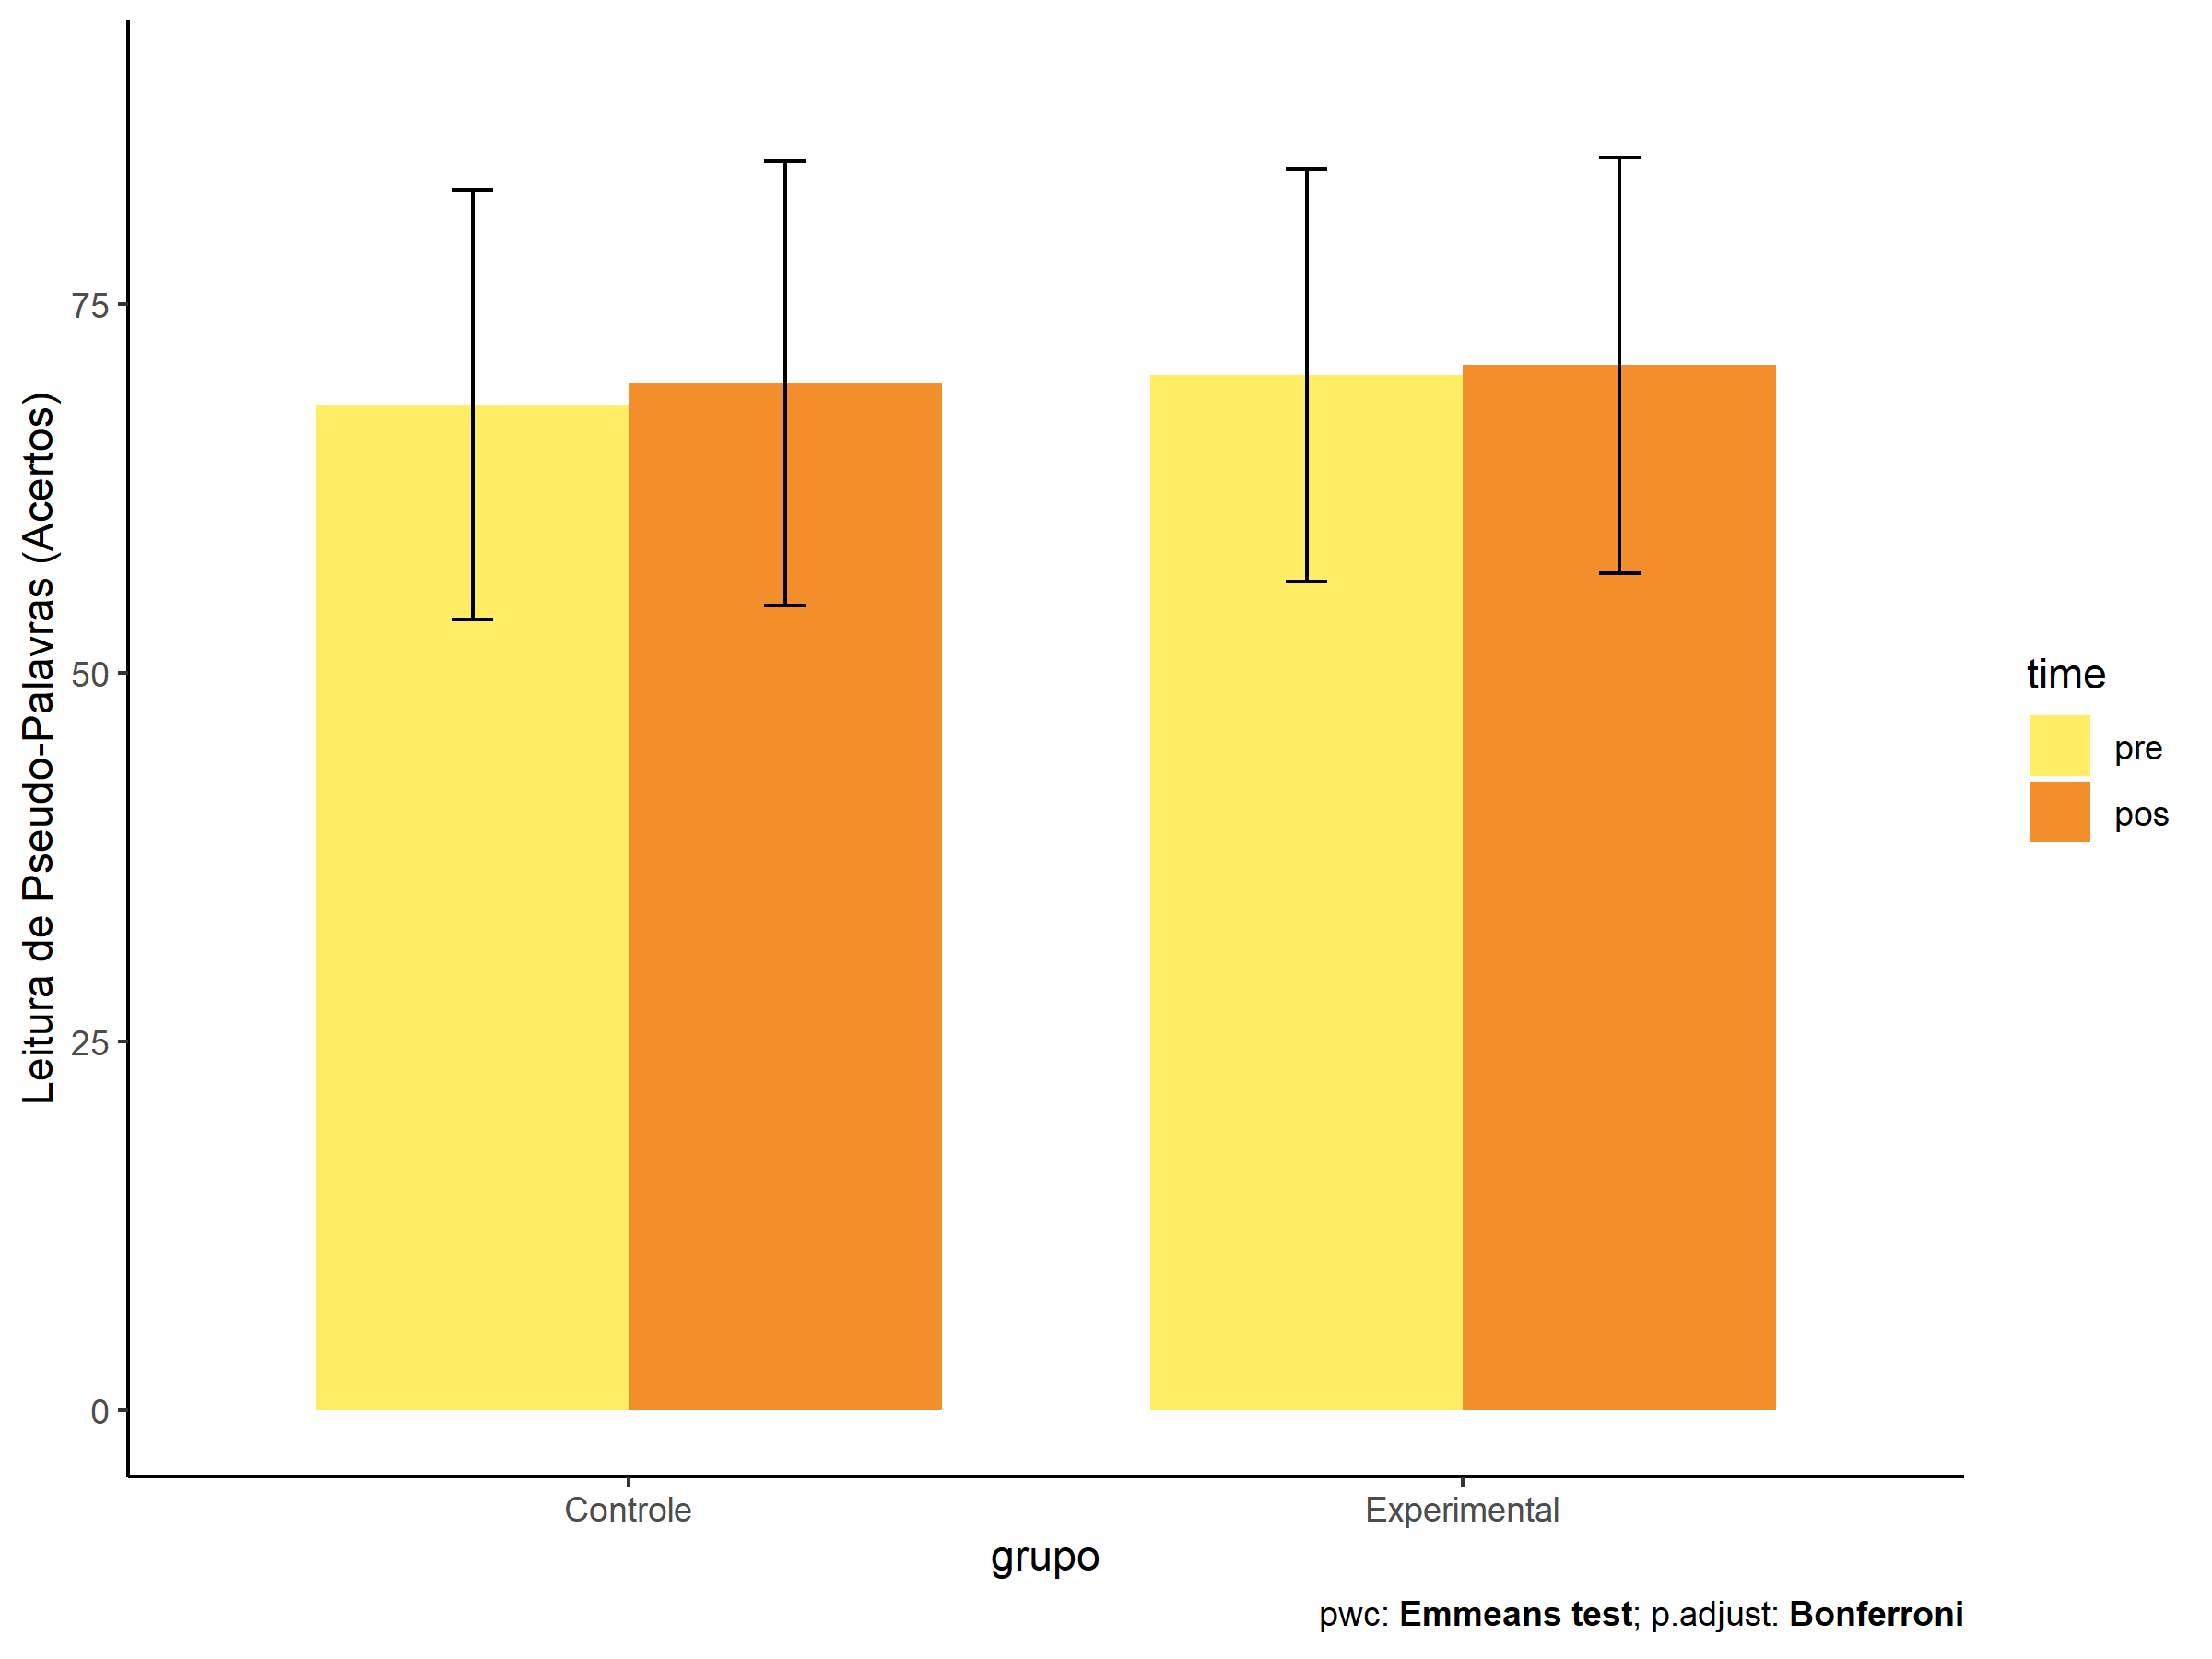 Leitura de Pseudo-Palavras (Acertos)
75
50
25
0
Controle
Experimental
grupo
time
pre
pos
pwc: Emmeans test; p.adjust: Bonferroni